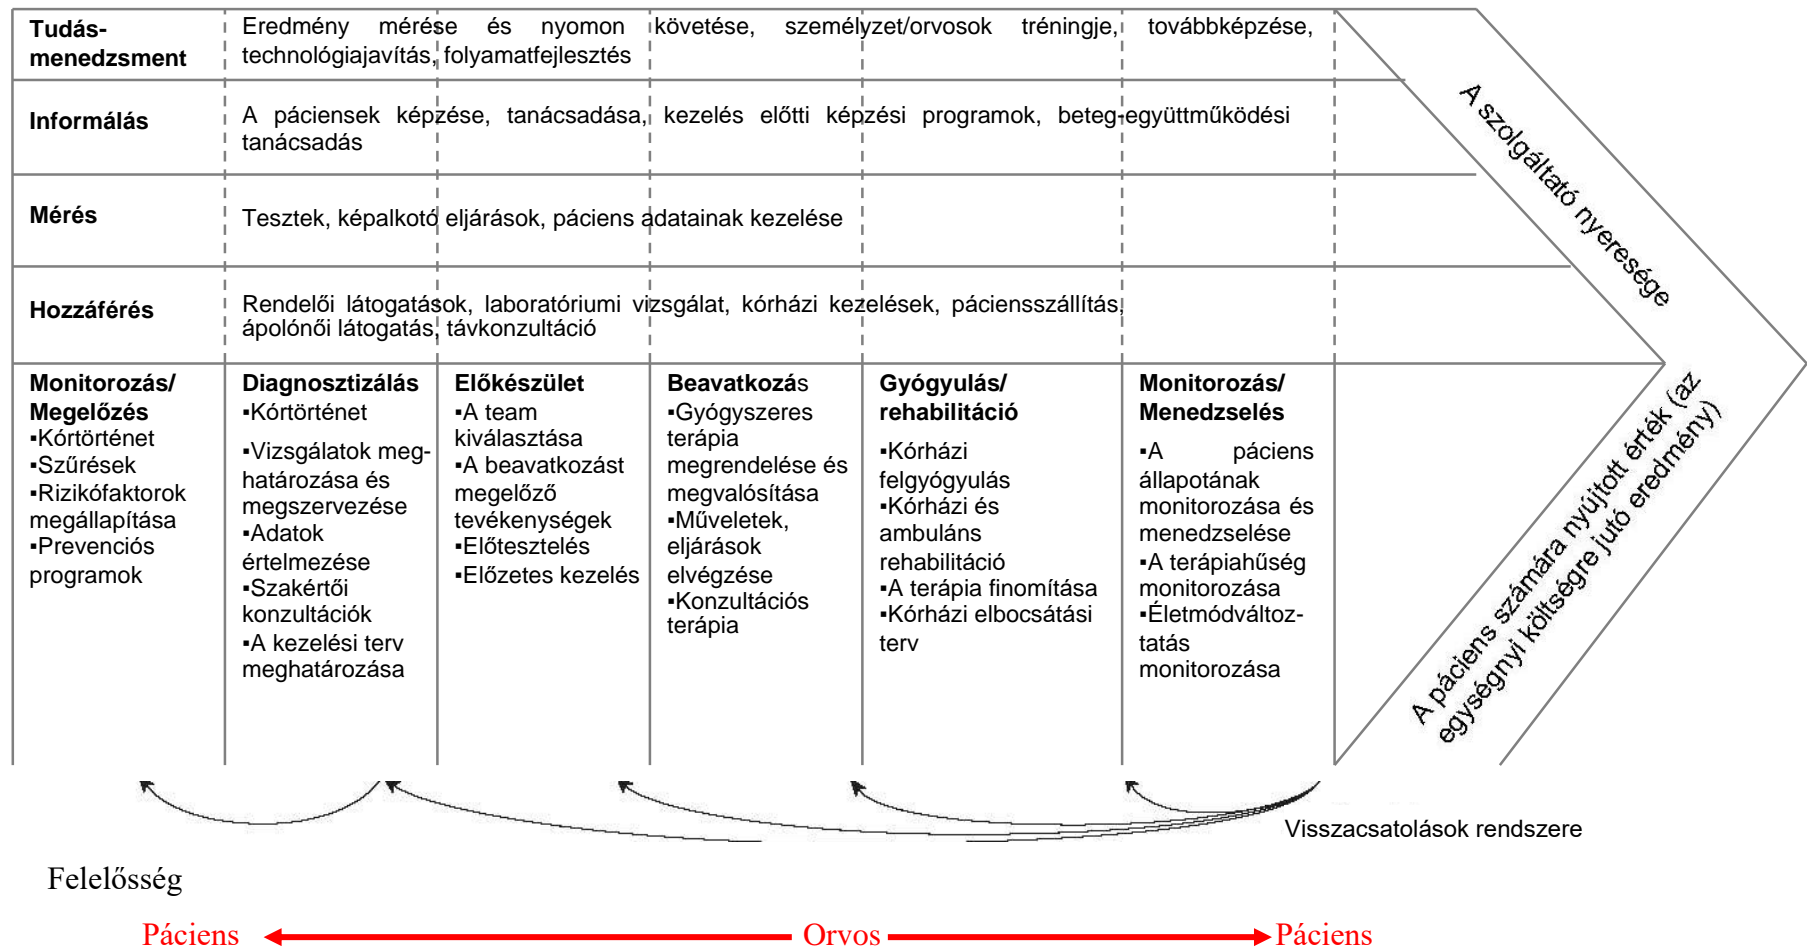 Tudás-
menedzsment
Eredmény mérése és nyomon követése, személyzet/orvosok tréningje, továbbképzése,
technológiajavítás, folyamatfejlesztés
Informálás
A páciensek képzése, tanácsadása, kezelés előtti képzési programok, beteg-együttműködési
tanácsadás
Mérés
Tesztek, képalkotó eljárások, páciens adatainak kezelése
Hozzáférés
Rendelői látogatások, laboratóriumi vizsgálat, kórházi kezelések, páciensszállítás,
ápolónői látogatás, távkonzultáció
Monitorozás/
Megelőzés
▪Kórtörténet
▪Szűrések
▪Rizikófaktorok
megállapítása
▪Prevenciós
programok
Diagnosztizálás
▪Kórtörténet
▪Vizsgálatok meg-
határozása és
megszervezése
▪Adatok
értelmezése
▪Szakértői
konzultációk
▪A kezelési terv
meghatározása
Előkészület
▪A team
kiválasztása
▪A beavatkozást
megelőző
tevékenységek
▪Előtesztelés
▪Előzetes kezelés
Beavatkozás
▪Gyógyszeres
terápia
megrendelése és
megvalósítása
▪Műveletek,
eljárások
elvégzése
▪Konzultációs
terápia
Gyógyulás/
rehabilitáció
▪Kórházi
felgyógyulás
▪Kórházi és
ambuláns
rehabilitáció
▪A terápia finomítása
▪Kórházi elbocsátási
terv
Monitorozás/
Menedzselés
▪A páciens
állapotának
monitorozása és
menedzselése
▪A terápiahűség
monitorozása
▪Életmódváltoz-
tatás
monitorozása
A szolgáltató nyeresége
A páciens számára nyújtott érték (az
egységnyi költségre jutó eredmény)
Visszacsatolások rendszere
Felelősség
Páciens Orvos Páciens